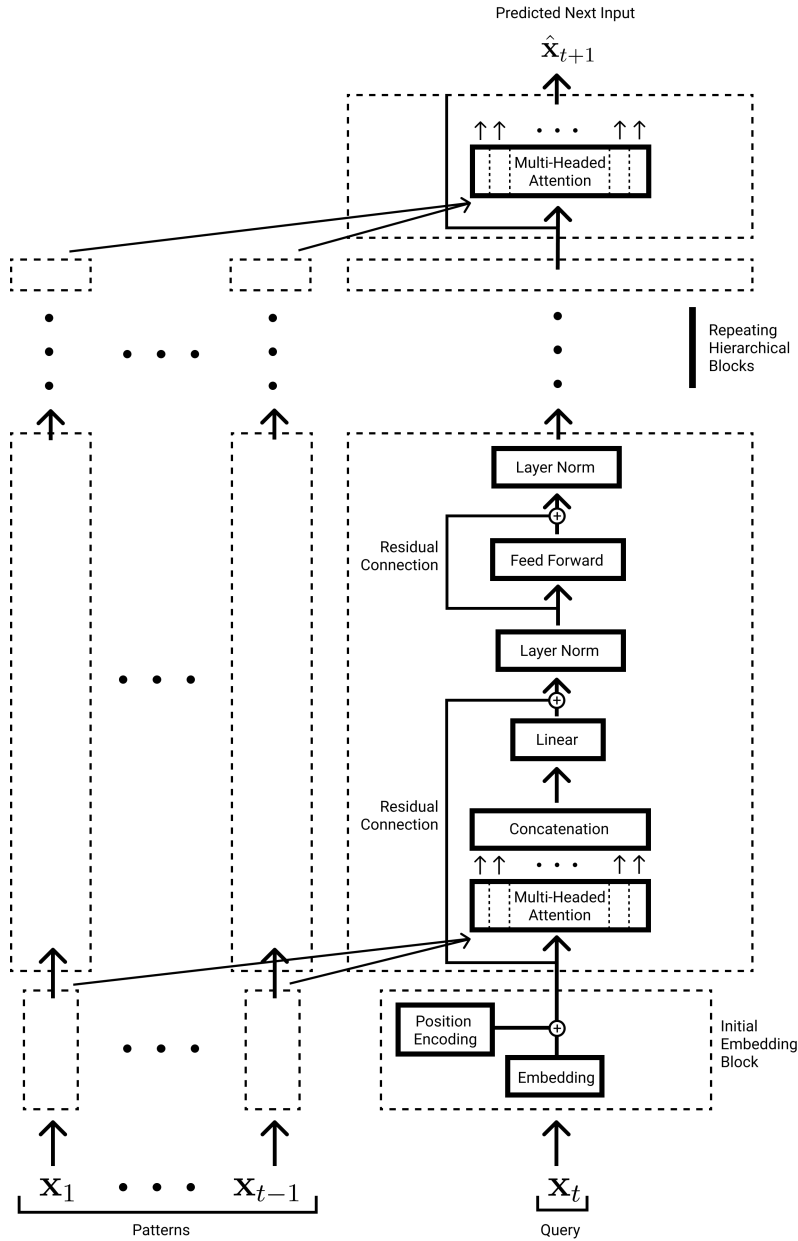 Predicted Next Input
x̂ₜ₊₁
Multi-Headed
Attention
Repeating
Hierarchical
Blocks
Layer Norm
+
Residual
Connection
Feed Forward
Layer Norm
+
Linear
Residual
Connection
Concatenation
Multi-Headed
Attention
Position
Encoding
+
Embedding
Initial
Embedding
Block
x₁
xₜ₋₁
xₜ
Patterns
Query